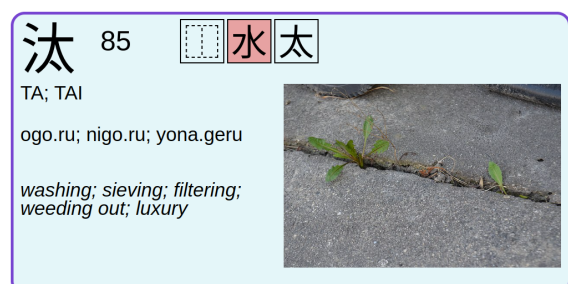 汰 85 水 太
TA; TAI
ogo.ru; nigo.ru; yona.geru
washing; sieving; filtering;
weeding out; luxury